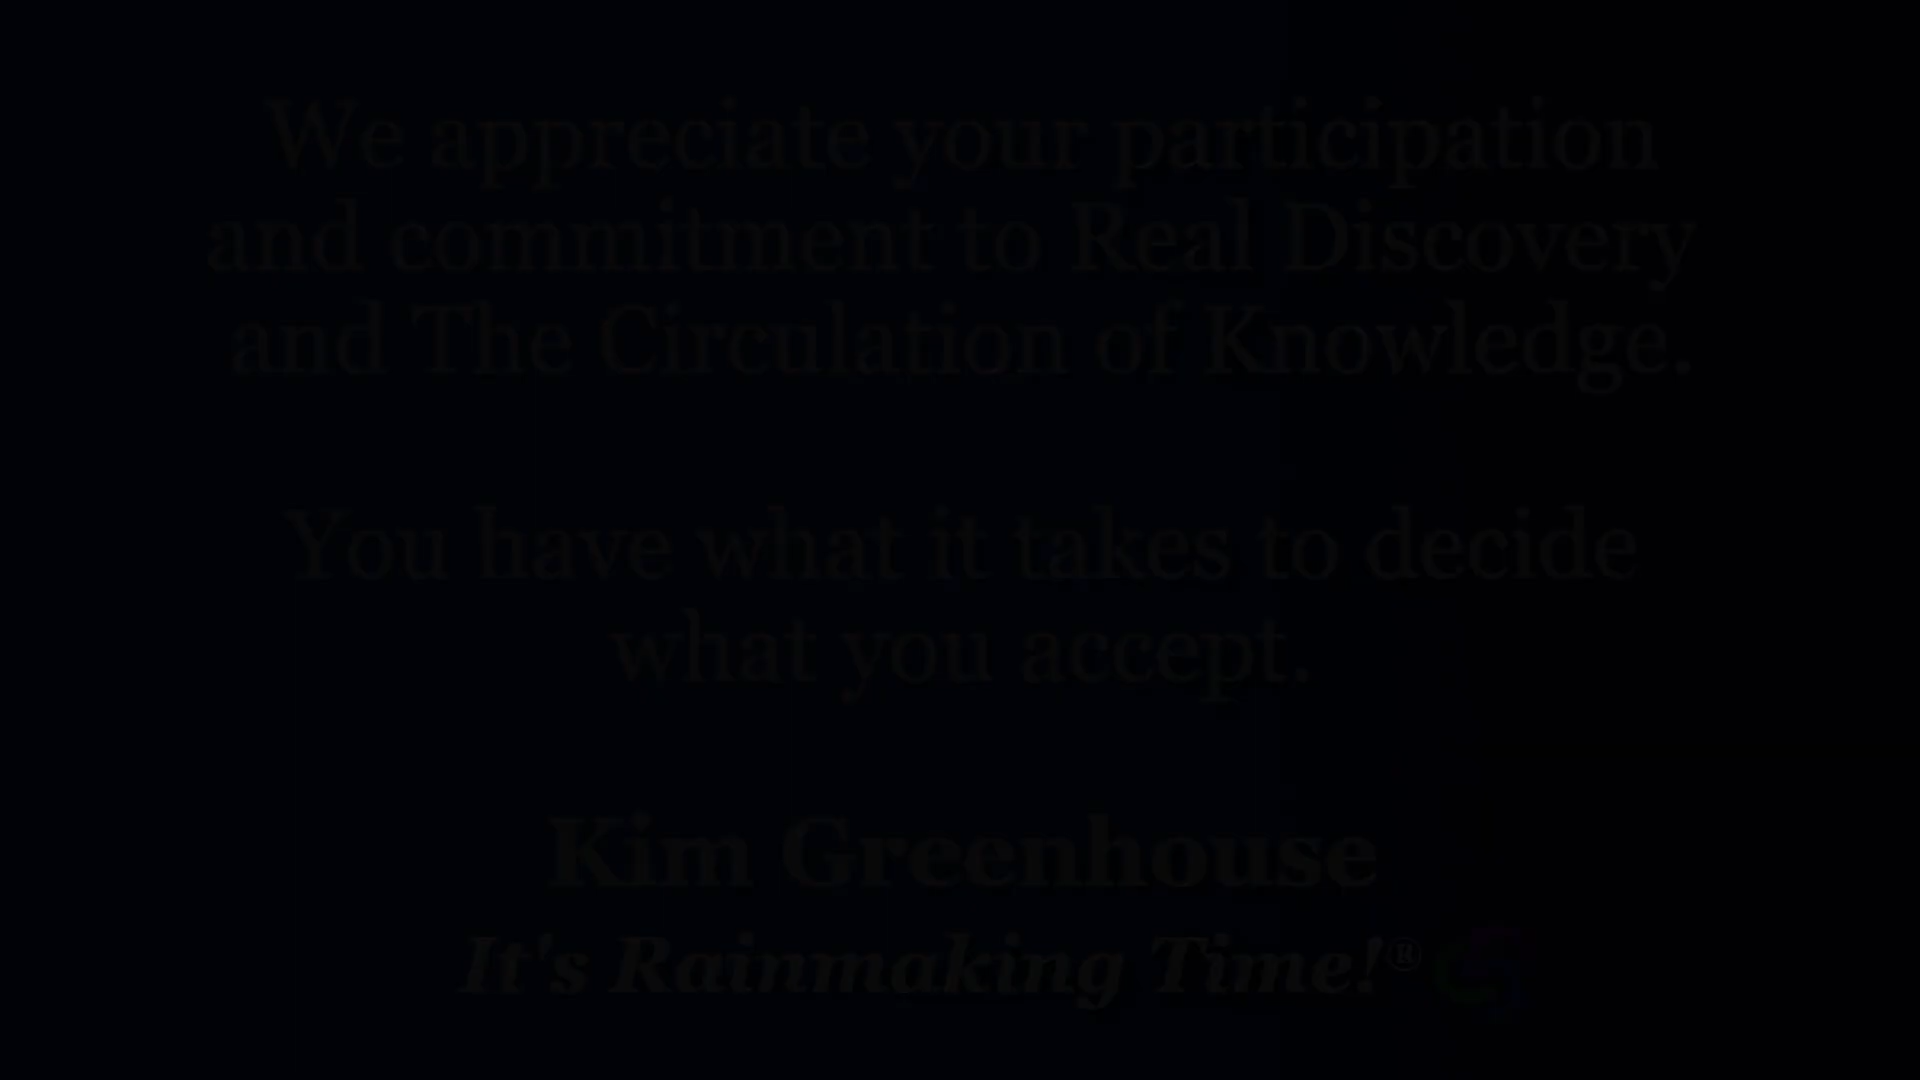 We appreciate your participation
and commitment to Real Discovery
and The Circulation of Knowledge.
You have what it takes to decide
what you accept.
Kim Greenhouse
It's Rainmaking Time!®